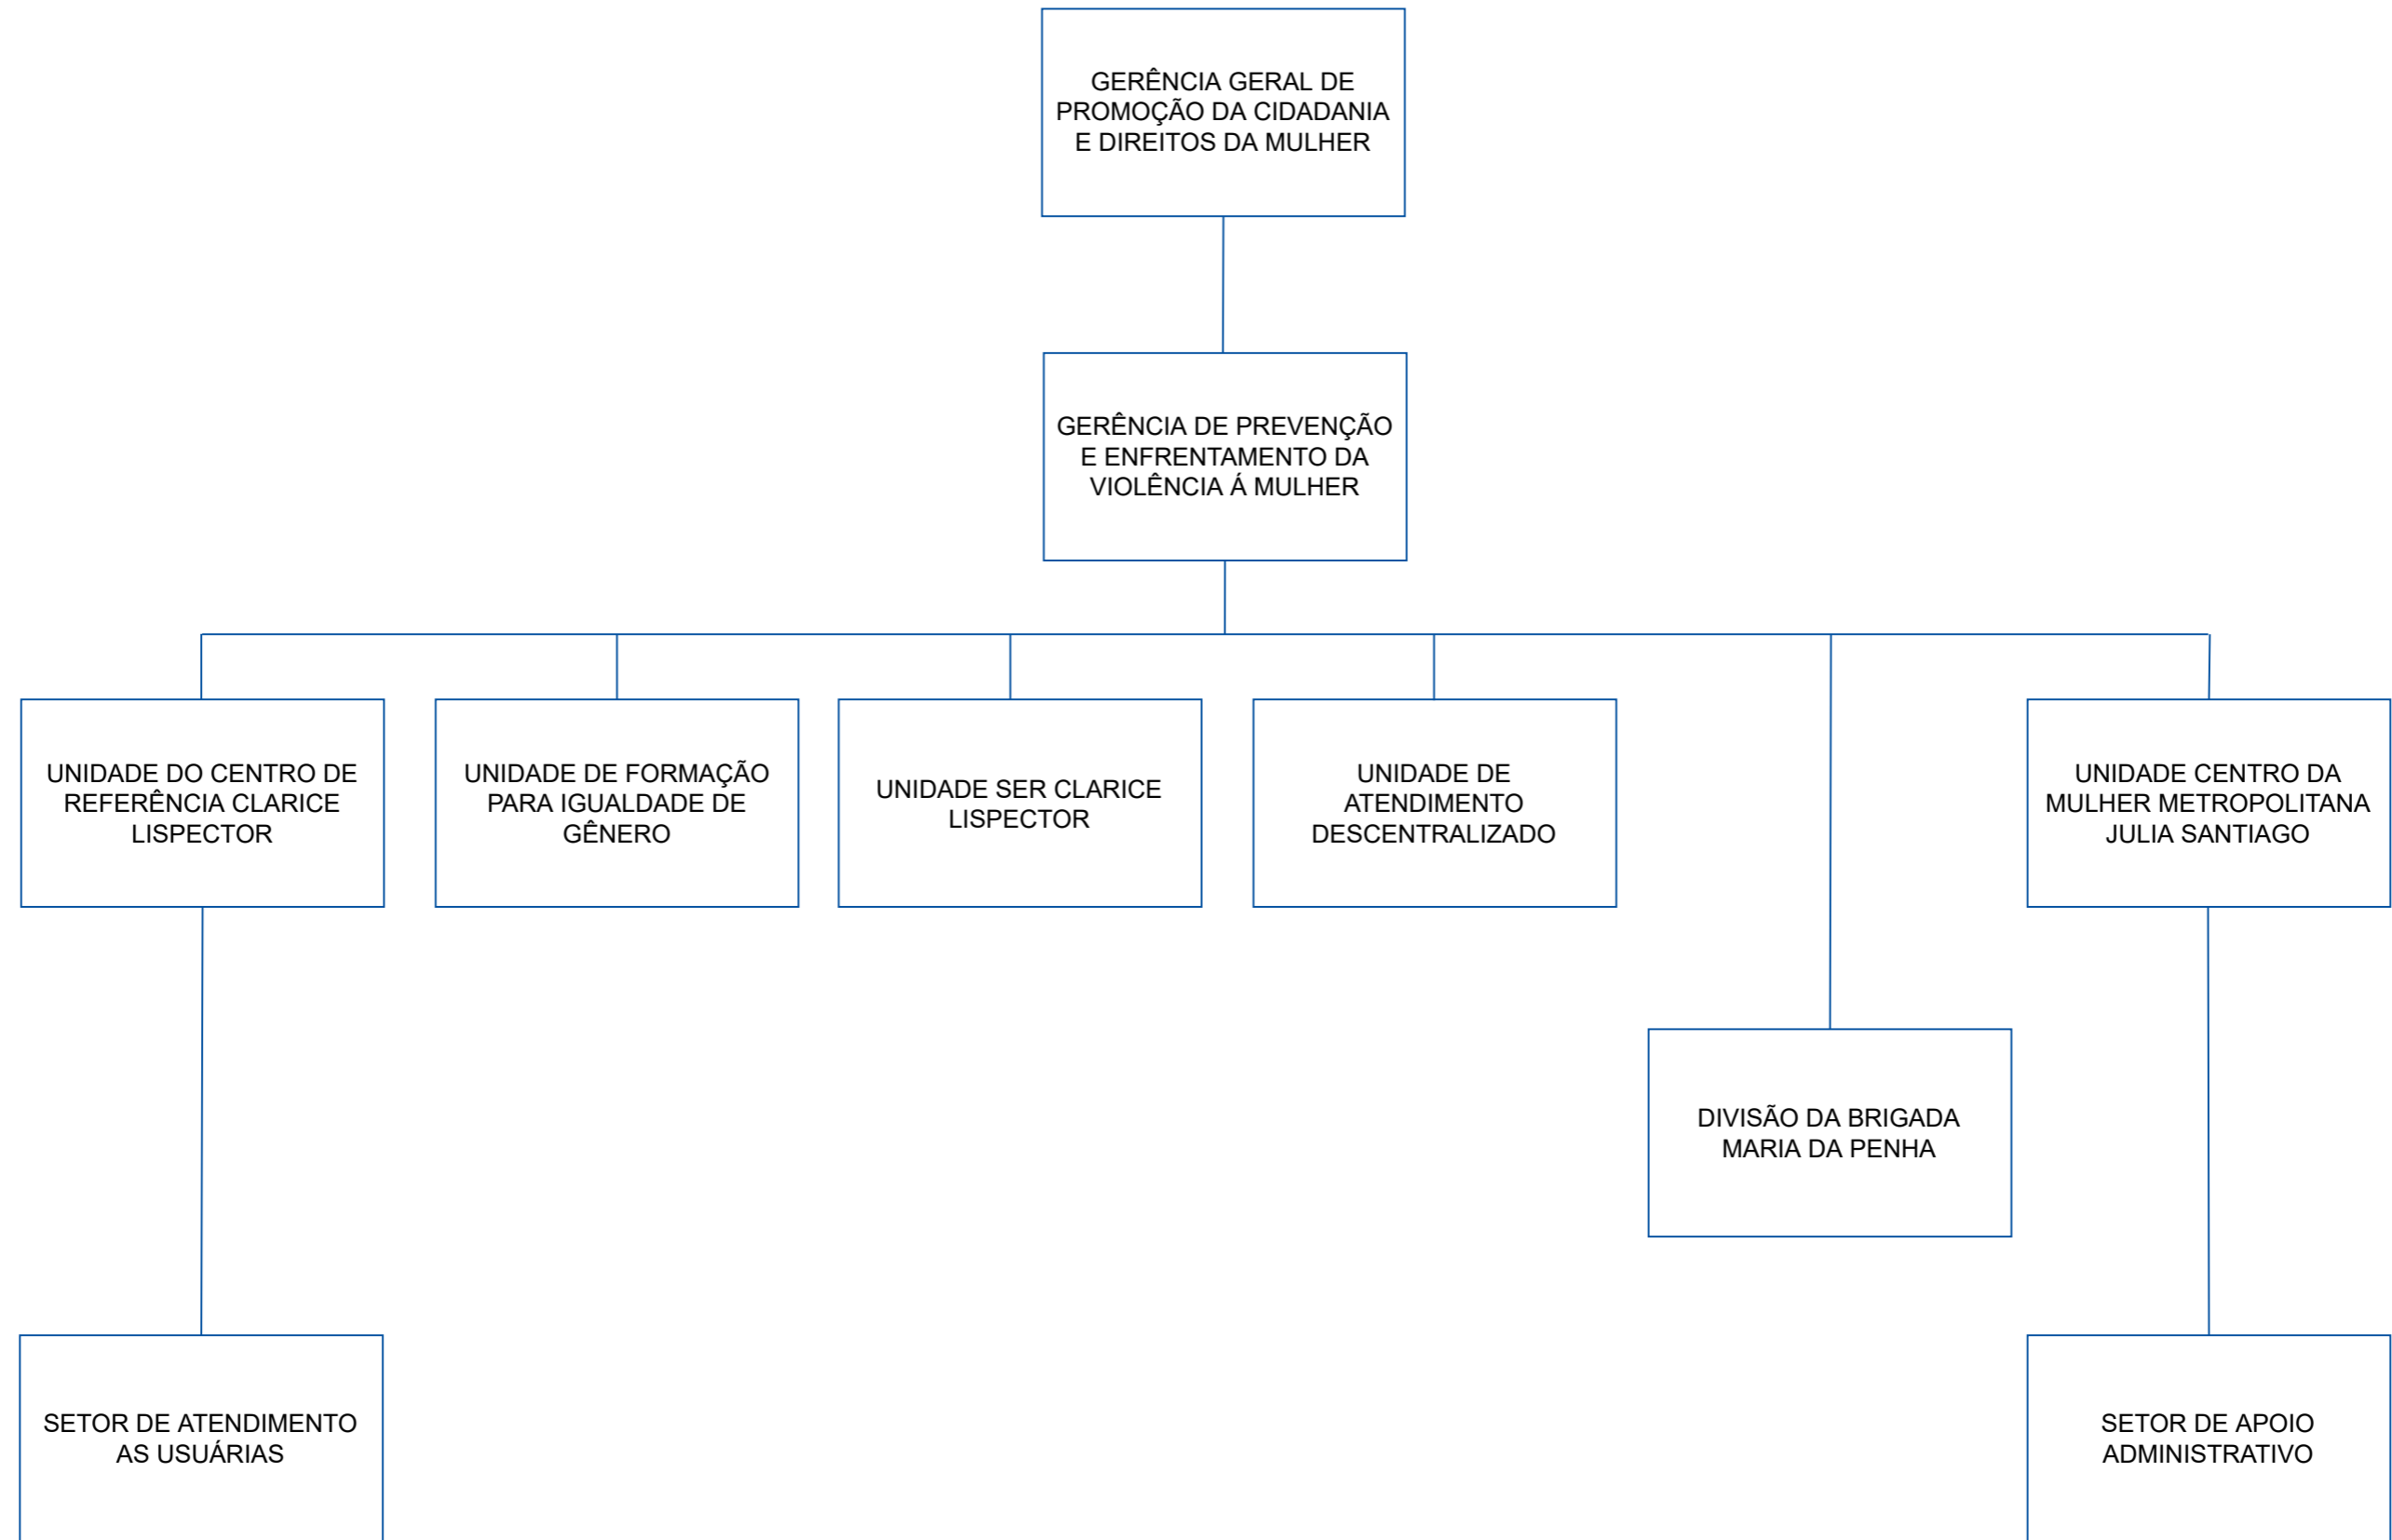 GERÊNCIA GERAL DE
PROMOÇÃO DA CIDADANIA
E DIREITOS DA MULHER
GERÊNCIA DE PREVENÇÃO
E ENFRENTAMENTO DA
VIOLÊNCIA Á MULHER
UNIDADE DO CENTRO DE
REFERÊNCIA CLARICE
LISPECTOR
UNIDADE DE FORMAÇÃO
PARA IGUALDADE DE
GÊNERO
UNIDADE SER CLARICE
LISPECTOR
UNIDADE DE
ATENDIMENTO
DESCENTRALIZADO
UNIDADE CENTRO DA
MULHER METROPOLITANA
JULIA SANTIAGO
DIVISÃO DA BRIGADA
MARIA DA PENHA
SETOR DE ATENDIMENTO
AS USUÁRIAS
SETOR DE APOIO
ADMINISTRATIVO